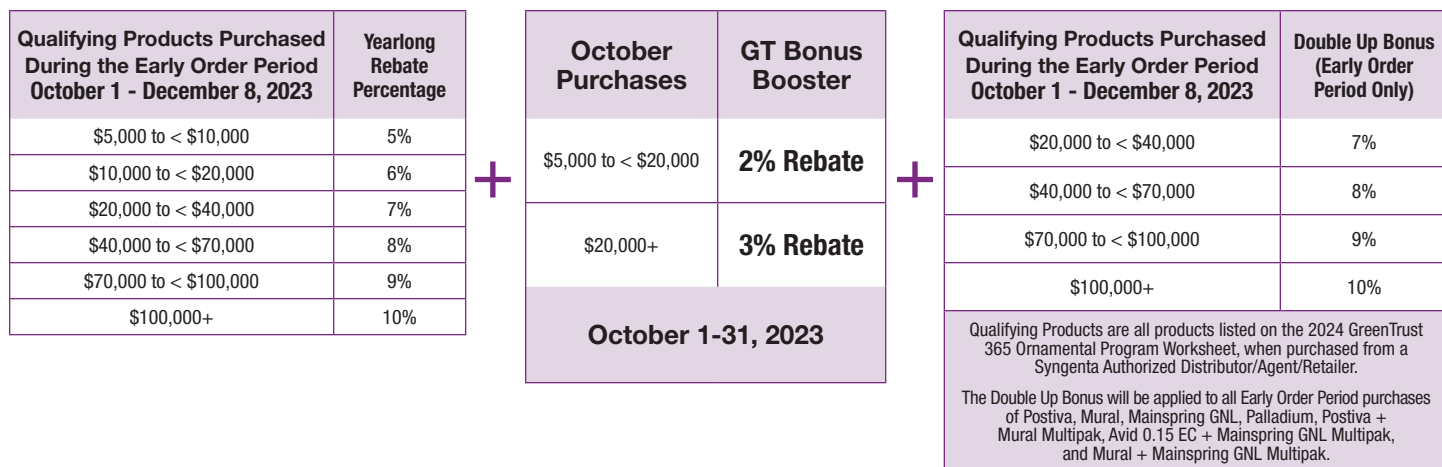 Qualifying Products Purchased
During the Early Order Period
October 1 - December 8, 2023
Yearlong
Rebate
Percentage
$5,000 to < $10,000 5%
$10,000 to < $20,000 6%
$20,000 to < $40,000 7%
$40,000 to < $70,000 8%
$70,000 to < $100,000 9%
$100,000+ 10%
+
October
Purchases
GT Bonus
Booster
$5,000 to < $20,000 2% Rebate
$20,000+ 3% Rebate
October 1-31, 2023
+
Qualifying Products Purchased
During the Early Order Period
October 1 - December 8, 2023
Double Up Bonus
(Early Order
Period Only)
$20,000 to < $40,000 7%
$40,000 to < $70,000 8%
$70,000 to < $100,000 9%
$100,000+ 10%
Qualifying Products are all products listed on the 2024 GreenTrust
365 Ornamental Program Worksheet, when purchased from a
Syngenta Authorized Distributor/Agent/Retailer.
The Double Up Bonus will be applied to all Early Order Period purchases
of Postiva, Mural, Mainspring GNL, Palladium, Postiva +
Mural Multipak, Avid 0.15 EC + Mainspring GNL Multipak,
and Mural + Mainspring GNL Multipak.